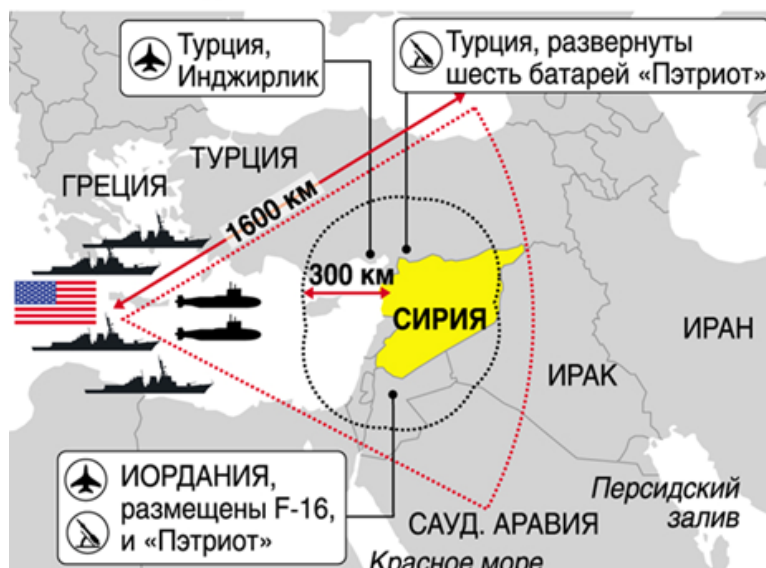 Турция,
Инджирлик
Турция, развернуты
шесть батарей «Пэтриот»
ТУРЦИЯ
ГРЕЦИЯ
1600 км
300 км
СИРИЯ
ИРАН
ИРАК
ИОРДАНИЯ,
размещены F-16,
и «Пэтриот»
Персидский
залив
САУД. АРАВИЯ
Красное море